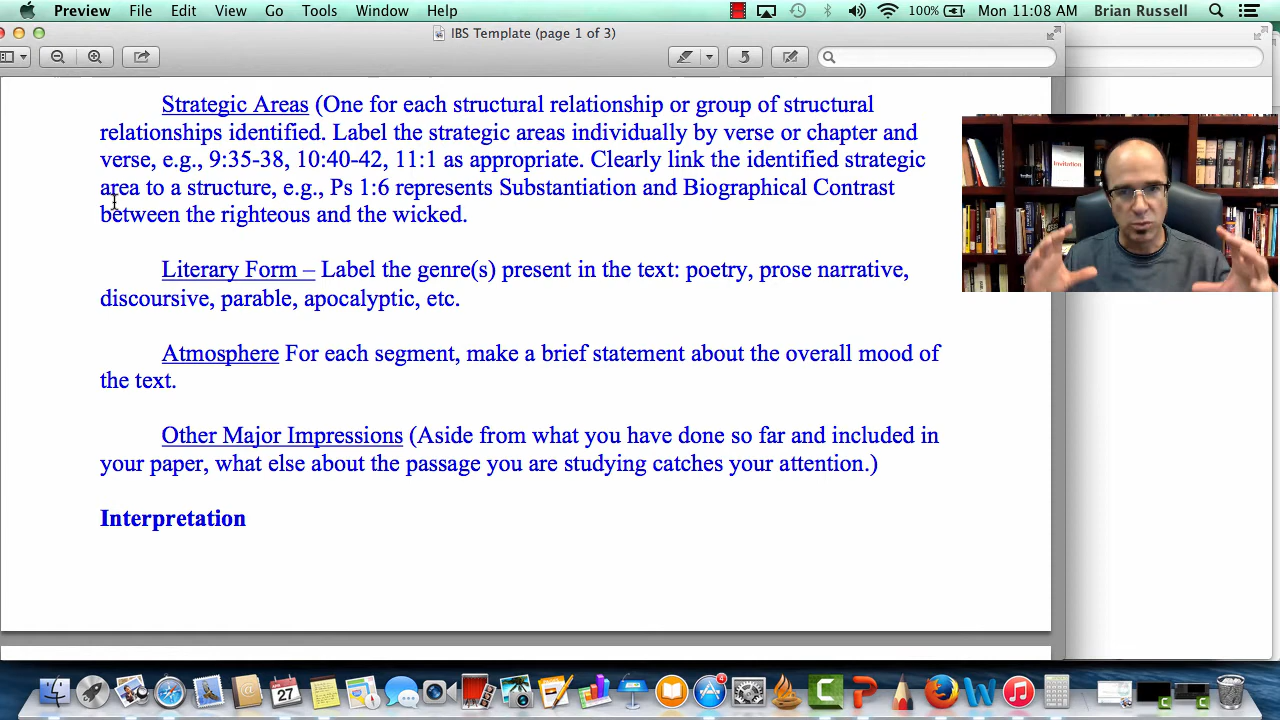 Preview File Edit View Go Tools Window Help 100% Mon 11:08 AM Brian Russell
IBS Template (page 1 of 3)
Strategic Areas (One for each structural relationship or group of structural
relationships identified. Label the strategic areas individually by verse or chapter and
verse, e.g., 9:35-38, 10:40-42, 11:1 as appropriate. Clearly link the identified strategic
area to a structure, e.g., Ps 1:6 represents Substantiation and Biographical Contrast
between the righteous and the wicked.
Invitation
Literary Form – Label the genre(s) present in the text: poetry, prose narrative,
discoursive, parable, apocalyptic, etc.
Atmosphere For each segment, make a brief statement about the overall mood of
the text.
Other Major Impressions (Aside from what you have done so far and included in
your paper, what else about the passage you are studying catches your attention.)
Interpretation
APR
27
4